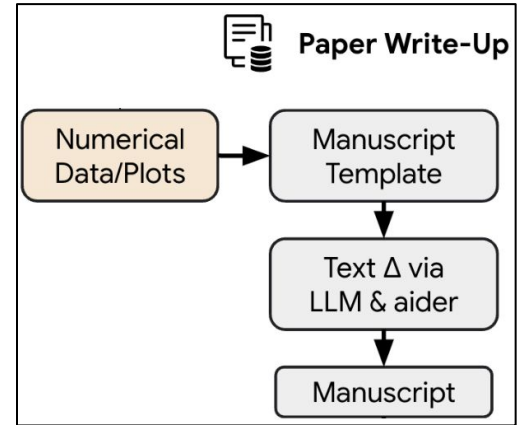 Paper Write-Up
Numerical
Data/Plots
Manuscript
Template
Text Δ via
LLM & aider
Manuscript